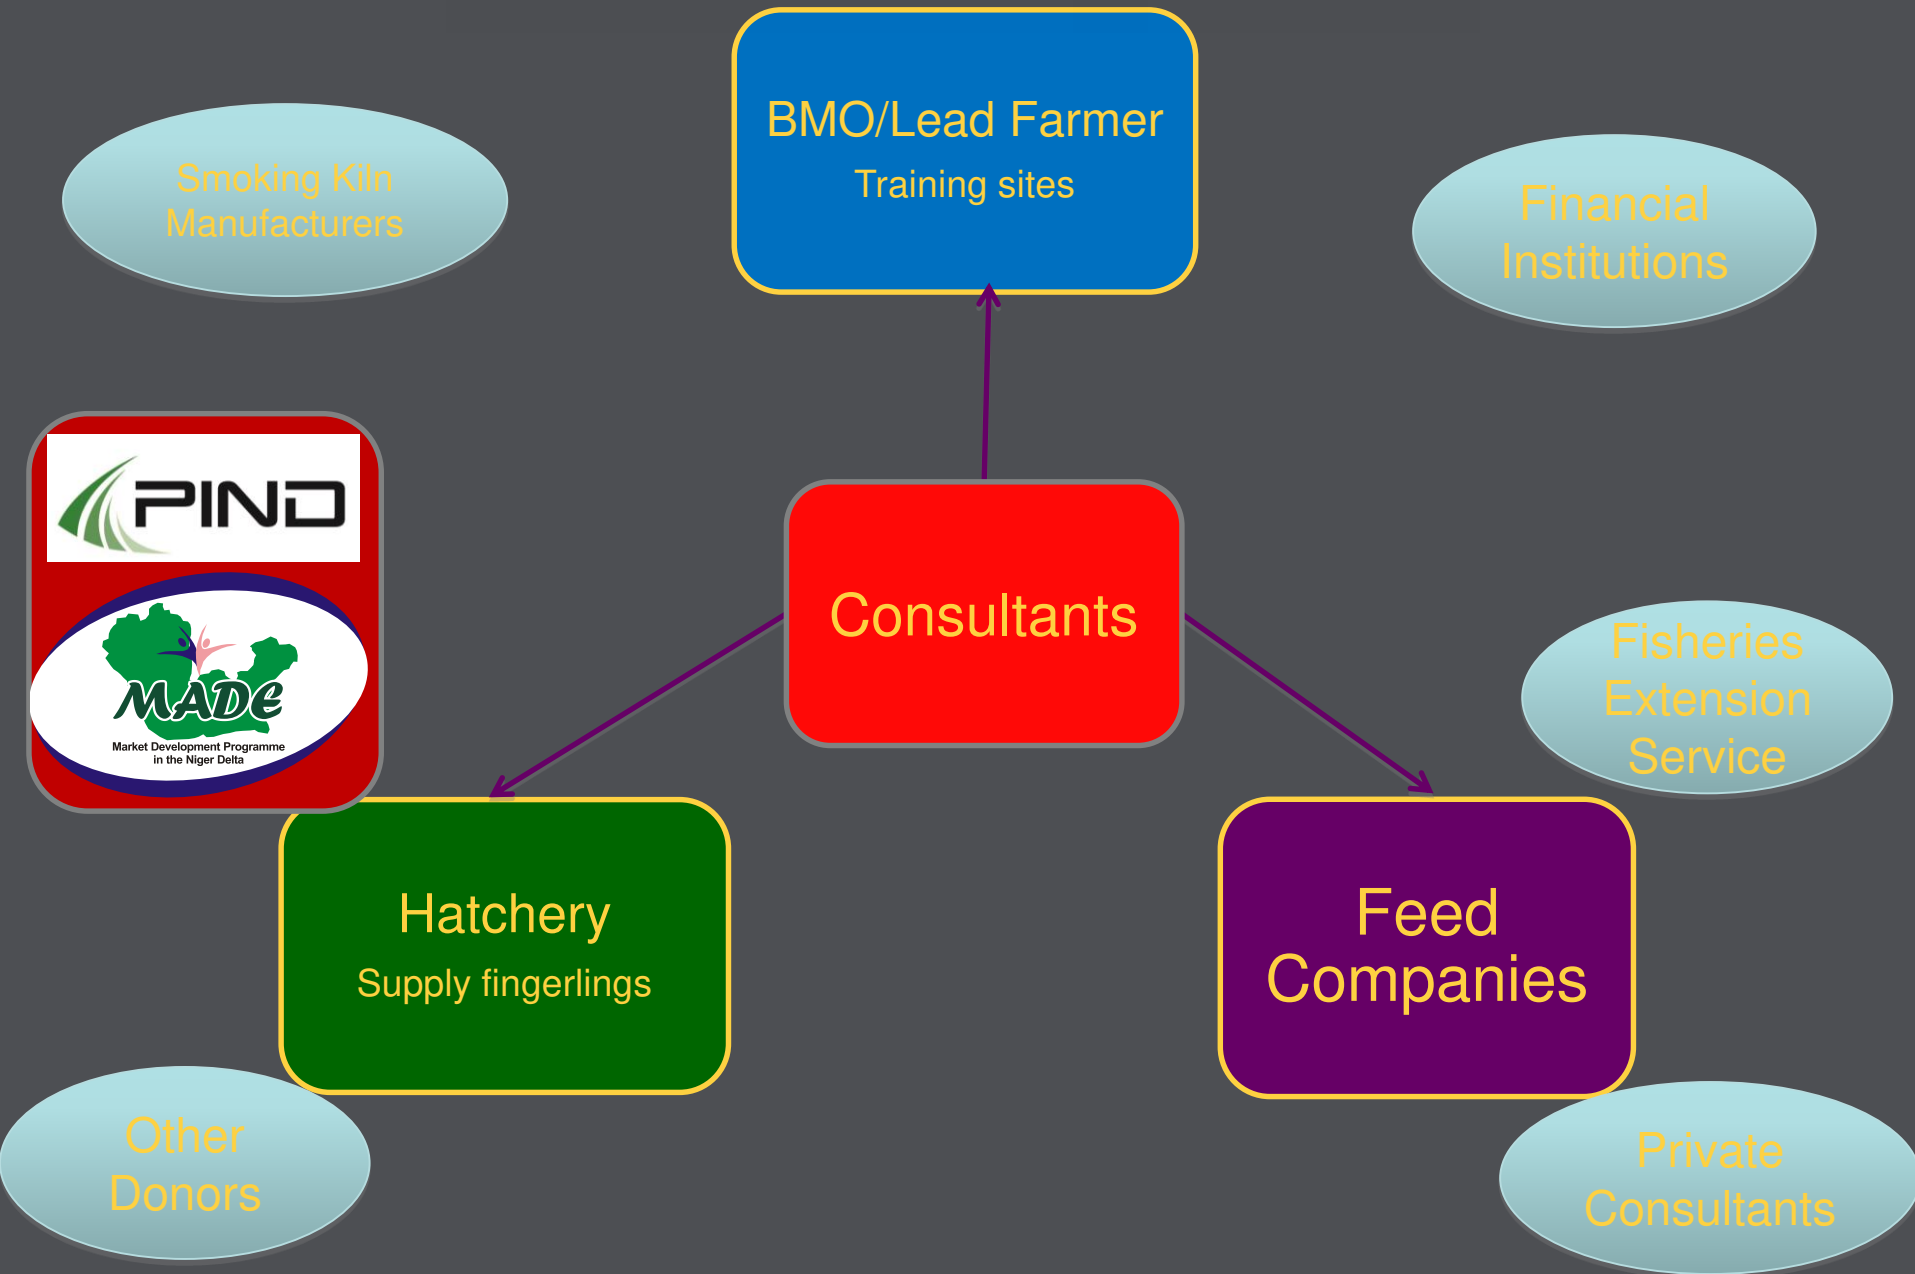 BMO/Lead Farmer
Training sites
Smoking Kiln
Manufacturers
Financial
Institutions
PIND
MADE
Market Development Programme
in the Niger Delta
Consultants
Fisheries
Extension
Service
Hatchery
Supply fingerlings
Feed
Companies
Other
Donors
Private
Consultants